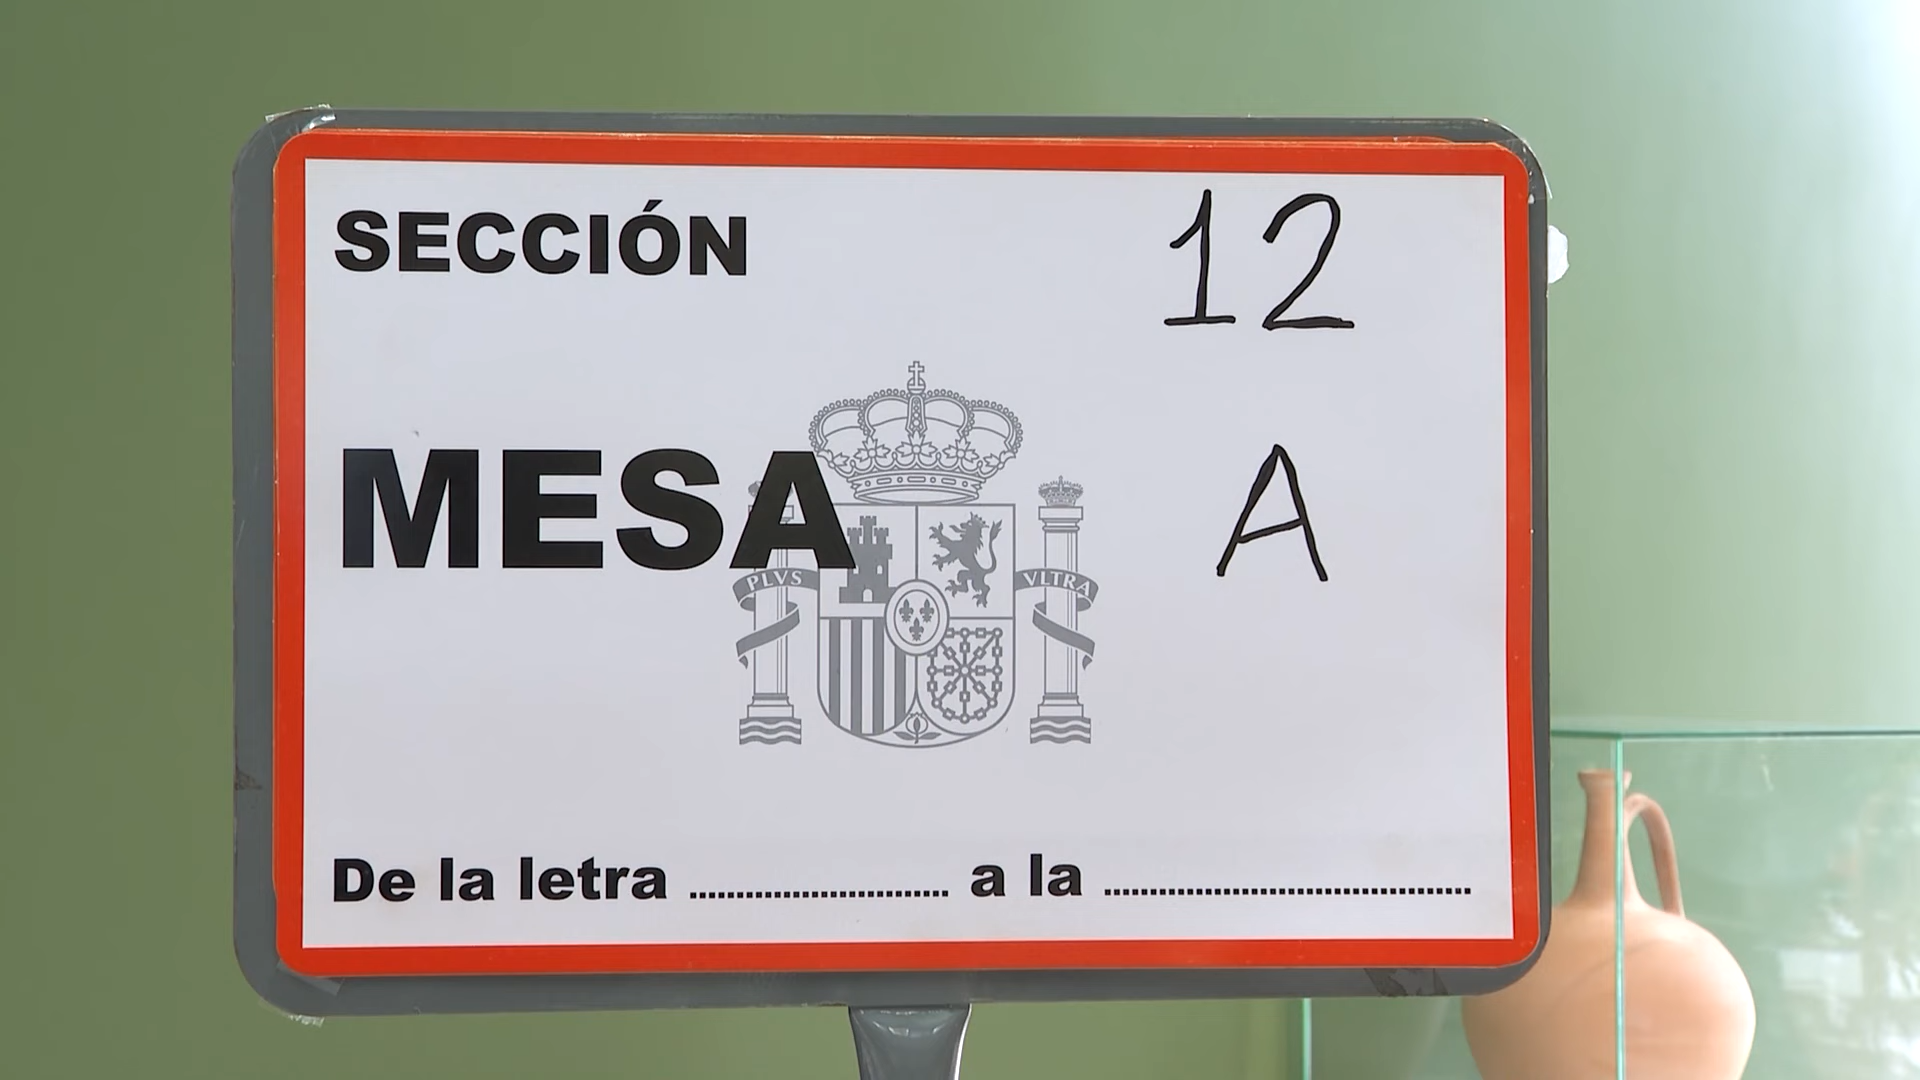 SECCIÓN 12
MESA A
PLVS VLTRA
De la letra ........................ a la ...................................